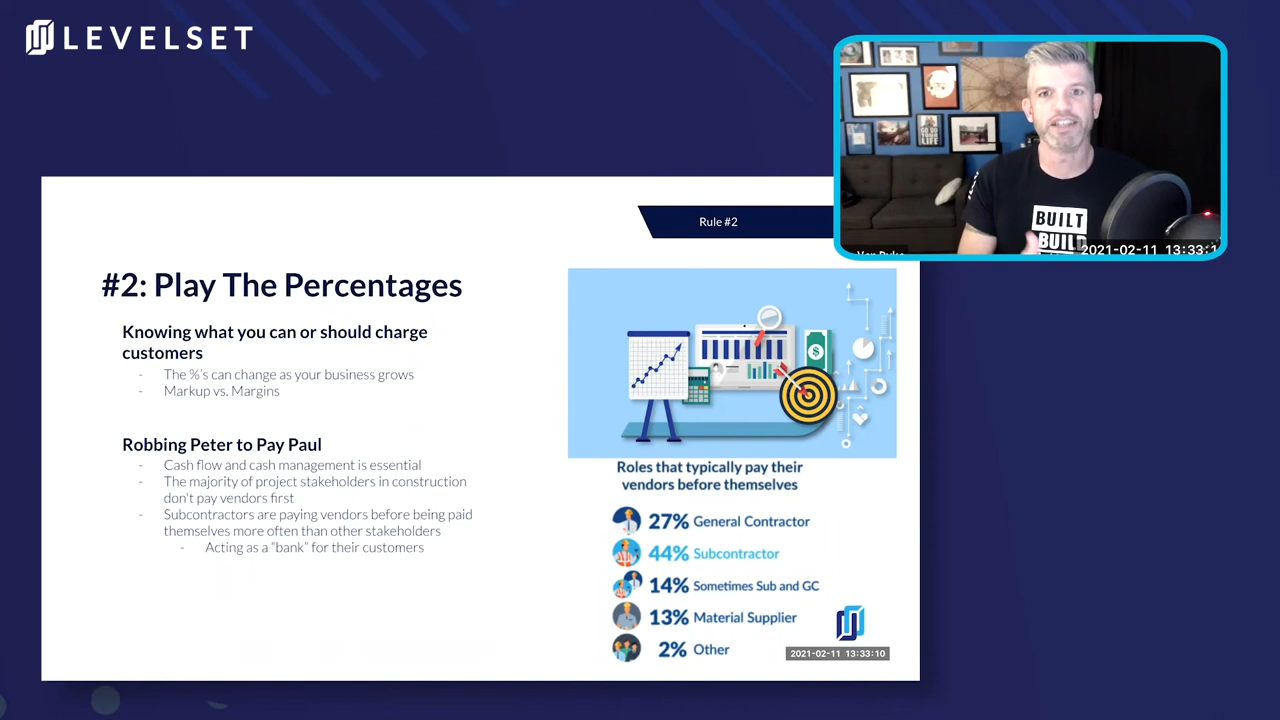 LEVELSET
GO DO
YOUR
LIFE
BUILT
BUILD
2021-02-11 13:33:1
Rule #2
#2: Play The Percentages
Knowing what you can or should charge
customers
- The %'s can change as your business grows
- Markup vs. Margins
Robbing Peter to Pay Paul
- Cash flow and cash management is essential
- The majority of project stakeholders in construction
don't pay vendors first
- Subcontractors are paying vendors before being paid
themselves more often than other stakeholders
- Acting as a “bank” for their customers
Roles that typically pay their
vendors before themselves
27% General Contractor
44% Subcontractor
14% Sometimes Sub and GC
13% Material Supplier
2% Other
2021-02-11 13:33:10